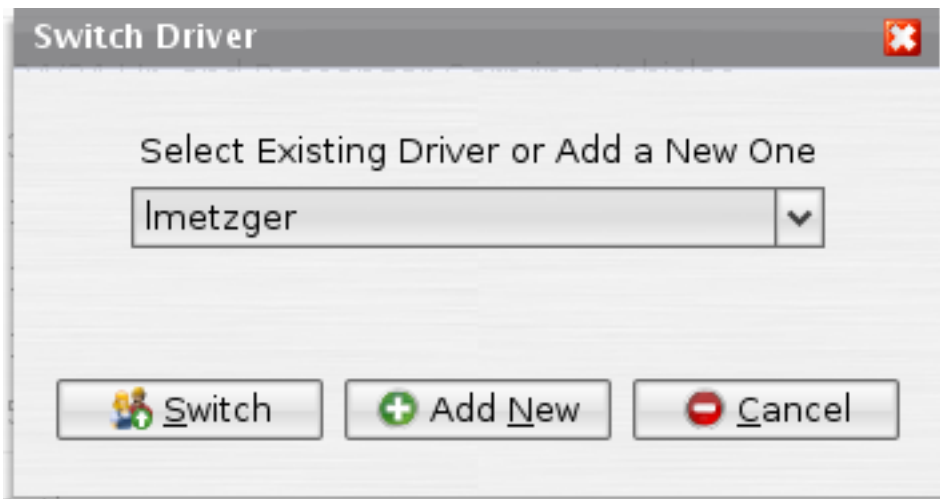 Switch Driver
Select Existing Driver or Add a New One
lmetzger
Switch
Add New
Cancel